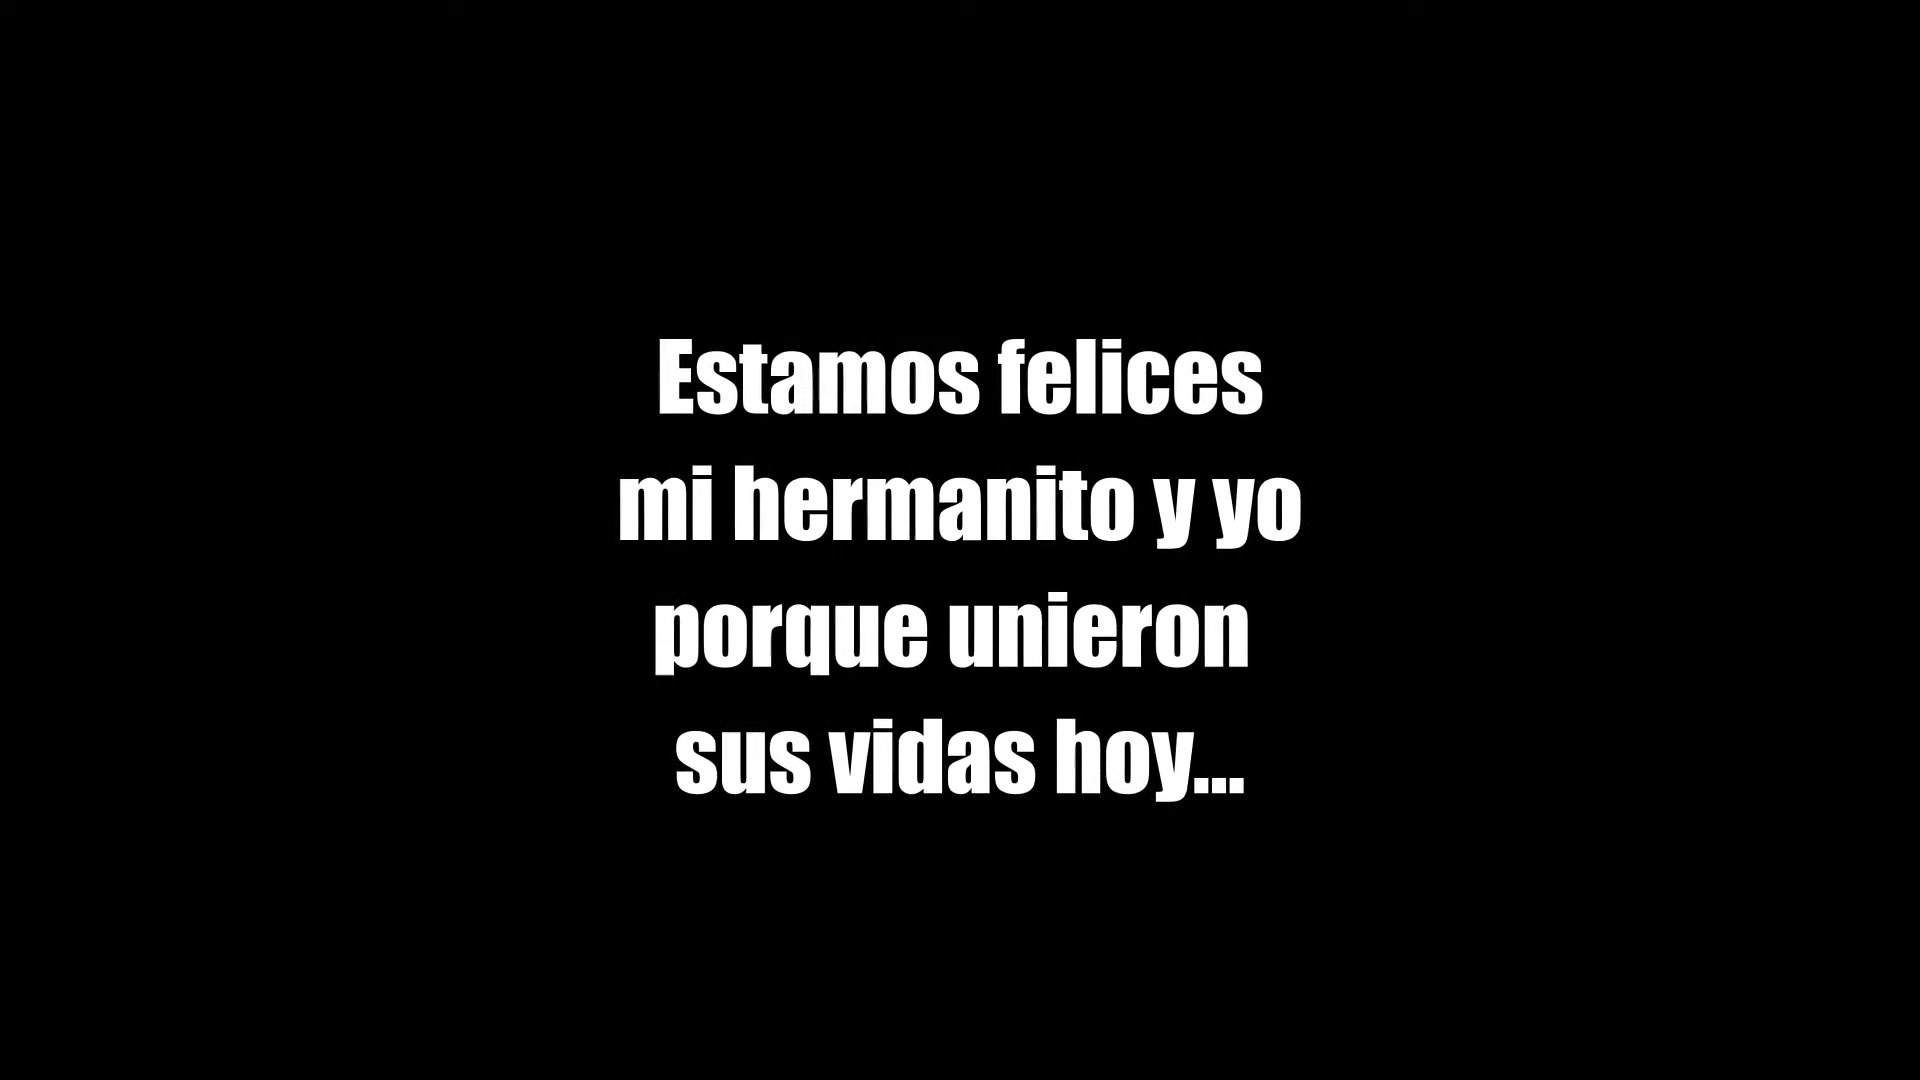 Estamos felices
mi hermanito y yo
porque unieron
sus vidas hoy...